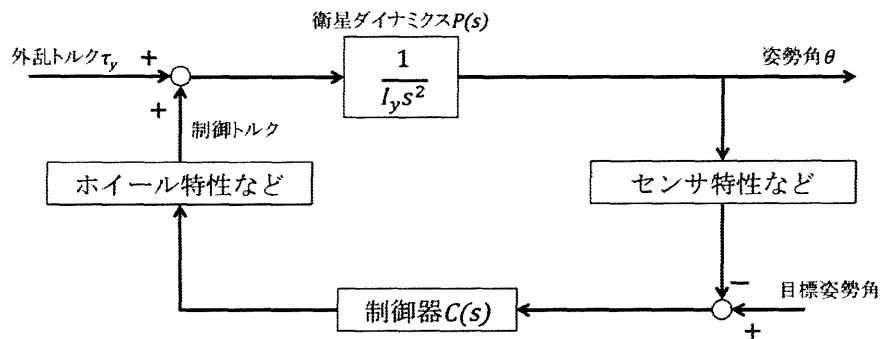 衛星ダイナミクスP(s)
外乱トルクτy
+
+
1
Iys²
姿勢角θ
制御トルク
ホイール特性など
センサ特性など
制御器C(s)
−
目標姿勢角
+